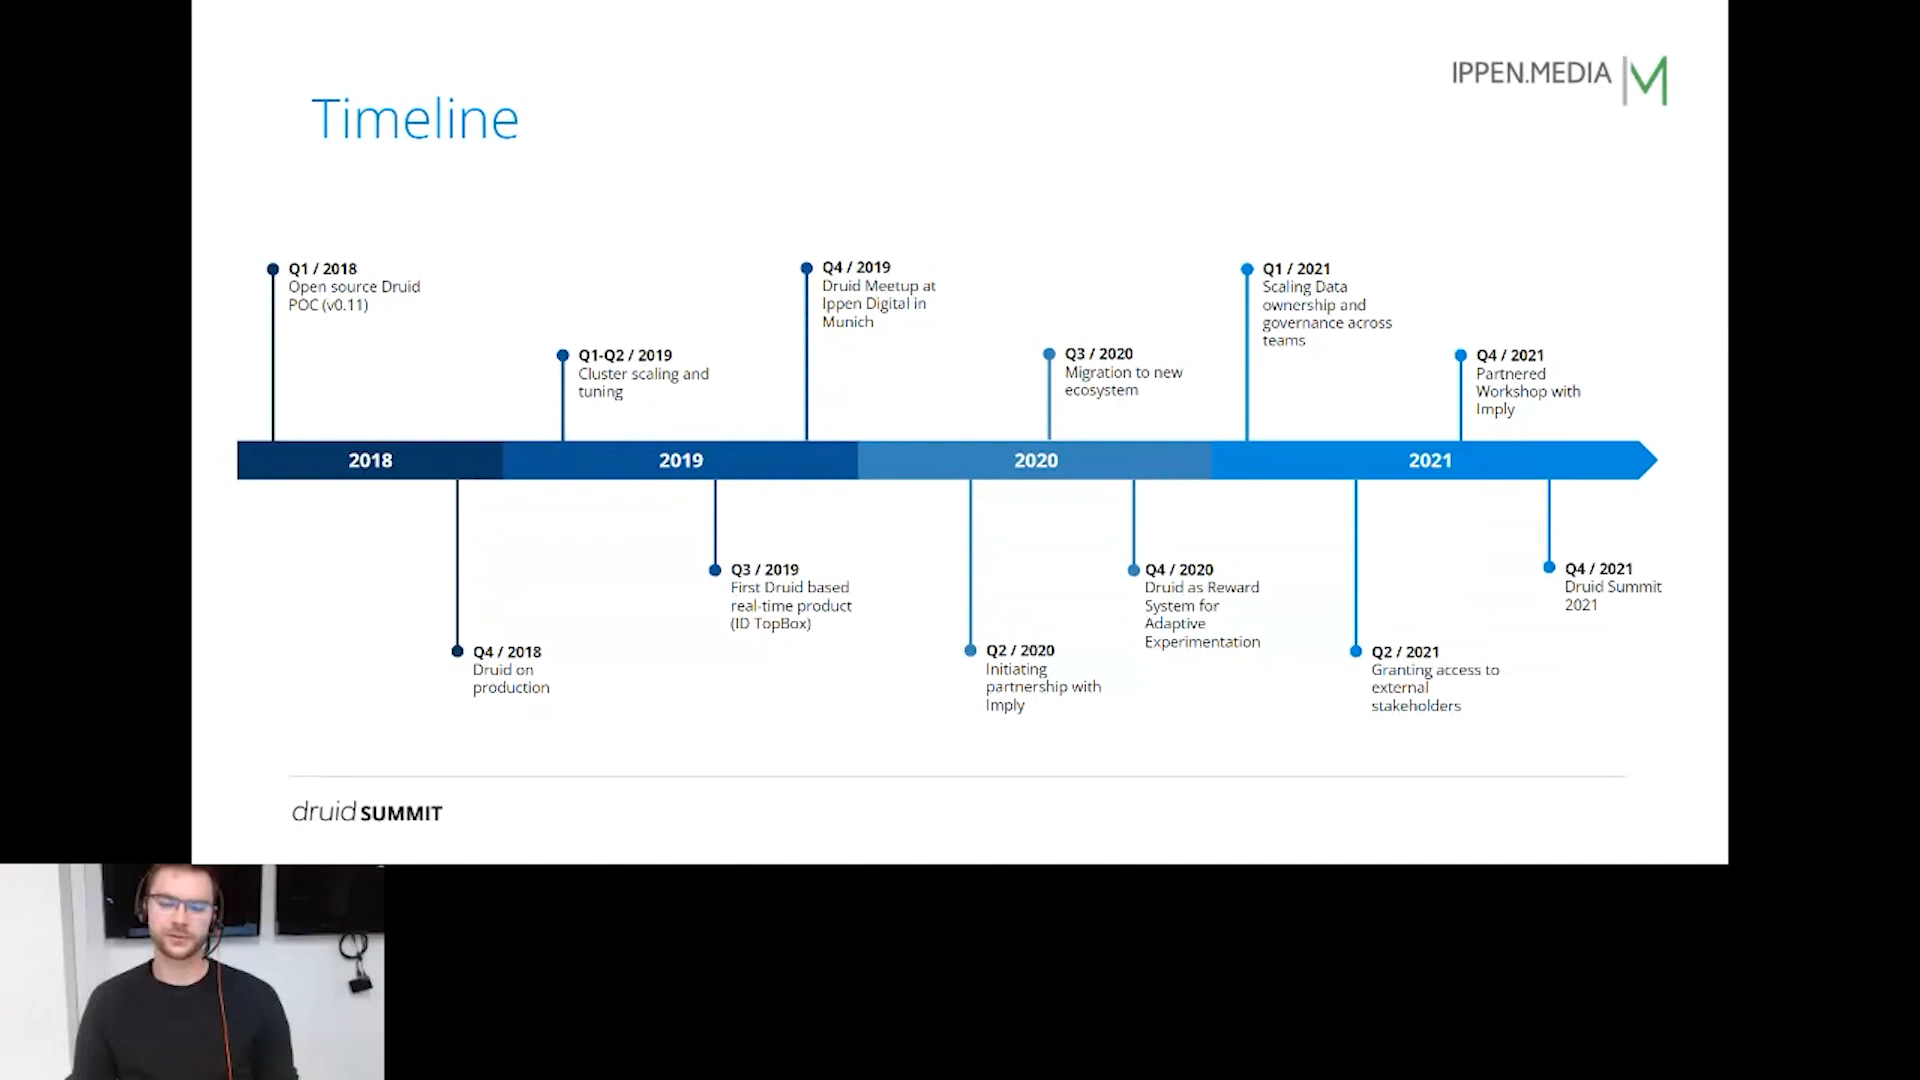 IPPEN.MEDIA
Timeline
Q1 / 2018
Open source Druid
POC (v0.11)
Q1-Q2 / 2019
Cluster scaling and
tuning
Q4 / 2019
Druid Meetup at
Ippen Digital in
Munich
Q3 / 2020
Migration to new
ecosystem
Q1 / 2021
Scaling Data
ownership and
governance across
teams
Q4 / 2021
Partnered
Workshop with
Imply
2018
2019
2020
2021
Q4 / 2018
Druid on
production
Q3 / 2019
First Druid based
real-time product
(ID TopBox)
Q2 / 2020
Initiating
partnership with
Imply
Q4 / 2020
Druid as Reward
System for
Adaptive
Experimentation
Q2 / 2021
Granting access to
external
stakeholders
Q4 / 2021
Druid Summit
2021
druid SUMMIT